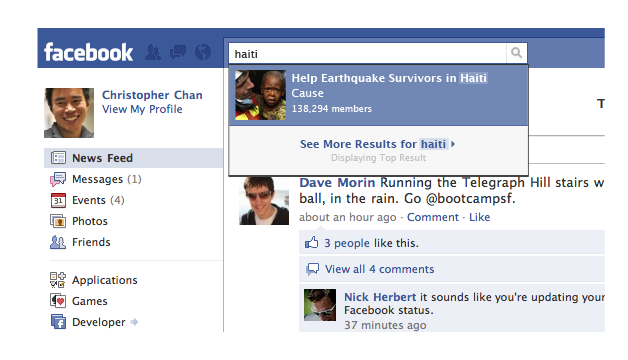 facebook
haiti
Help Earthquake Survivors in Haiti
Cause
138,294 members
See More Results for haiti
Displaying Top Result
Christopher Chan
View My Profile
News Feed
Messages (1)
Events (4)
31
Photos
Friends
Applications
Games
Developer
T
Dave Morin Running the Telegraph Hill stairs w
ball, in the rain. Go @bootcampsf.
about an hour ago · Comment · Like
3 people like this.
View all 4 comments
Nick Herbert it sounds like you're updating your
Facebook status.
37 minutes ago